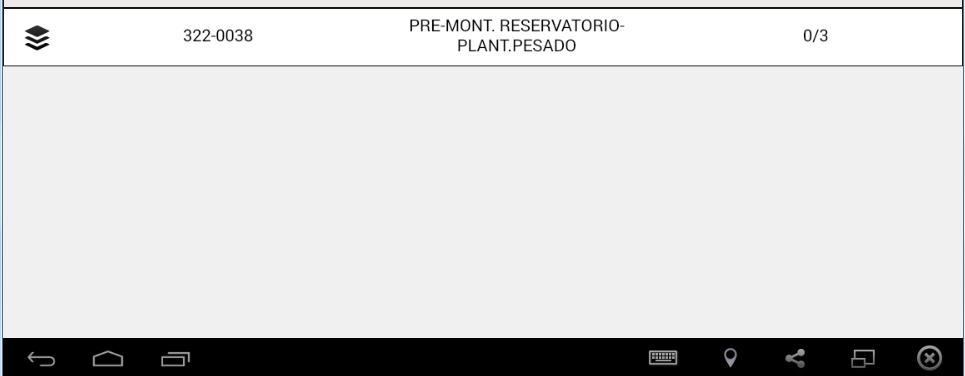 322-0038
PRE-MONT. RESERVATORIO-
PLANT.PESADO
0/3